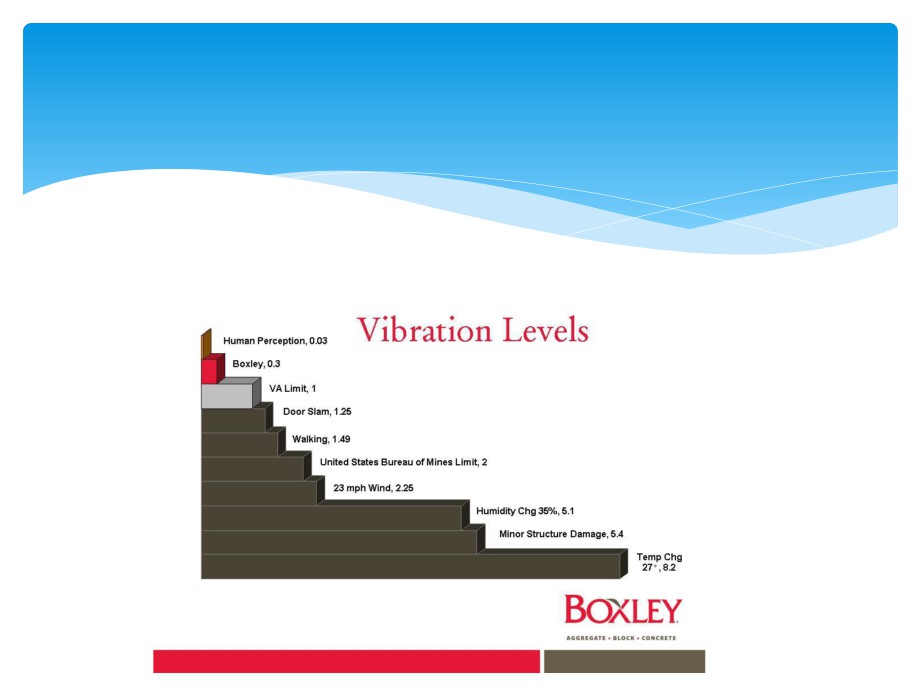 Vibration Levels
Human Perception, 0.03
Boxley, 0.3
VA Limit, 1
Door Slam, 1.25
Walking, 1.49
United States Bureau of Mines Limit, 2
23 mph Wind, 2.25
Humidity Chg 35%, 5.1
Minor Structure Damage, 5.4
Temp Chg
27°, 8.2
BOXLEY
AGGREGATE • BLOCK • CONCRETE